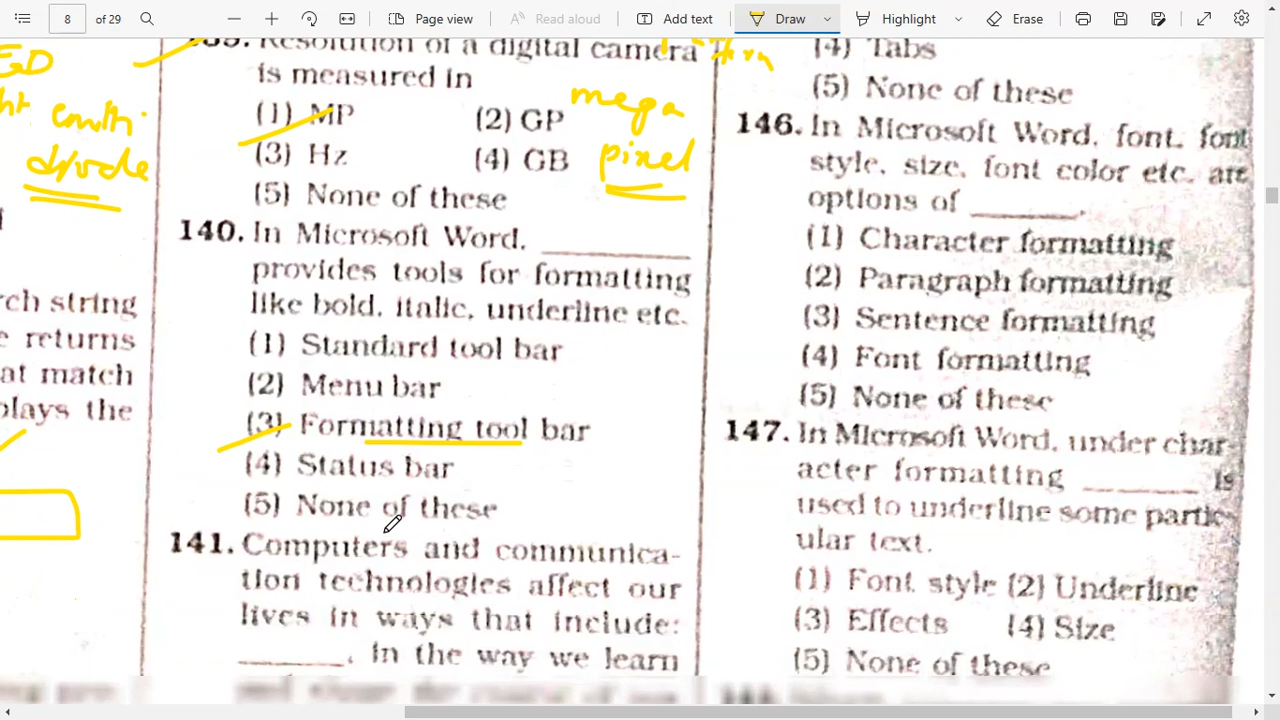 8
of 29
Page view
Read aloud
Add text
Draw
Highlight
Erase
mega
pixel
diode
rch string
e returns
at match
plays the
139. Resolution of a digital camera
is measured in
(1) MP (2) GP
(3) Hz (4) GB
(5) None of these
140. In Microsoft Word, ________
provides tools for formatting
like bold, italic, underline etc.
(1) Standard tool bar
(2) Menu bar
(3) Formatting tool bar
(4) Status bar
(5) None of these
141. Computers and communica-
tion technologies affect our
lives in ways that include:
______, in the way we learn
(4) Tabs
(5) None of these
146. In Microsoft Word, font, font
style, size, font color etc. are
options of ______.
(1) Character formatting
(2) Paragraph formatting
(3) Sentence formatting
(4) Font formatting
(5) None of these
147. In Microsoft Word, under char-
acter formatting ______ is
used to underline some partic-
ular text.
(1) Font style (2) Underline
(3) Effects (4) Size
(5) None of these